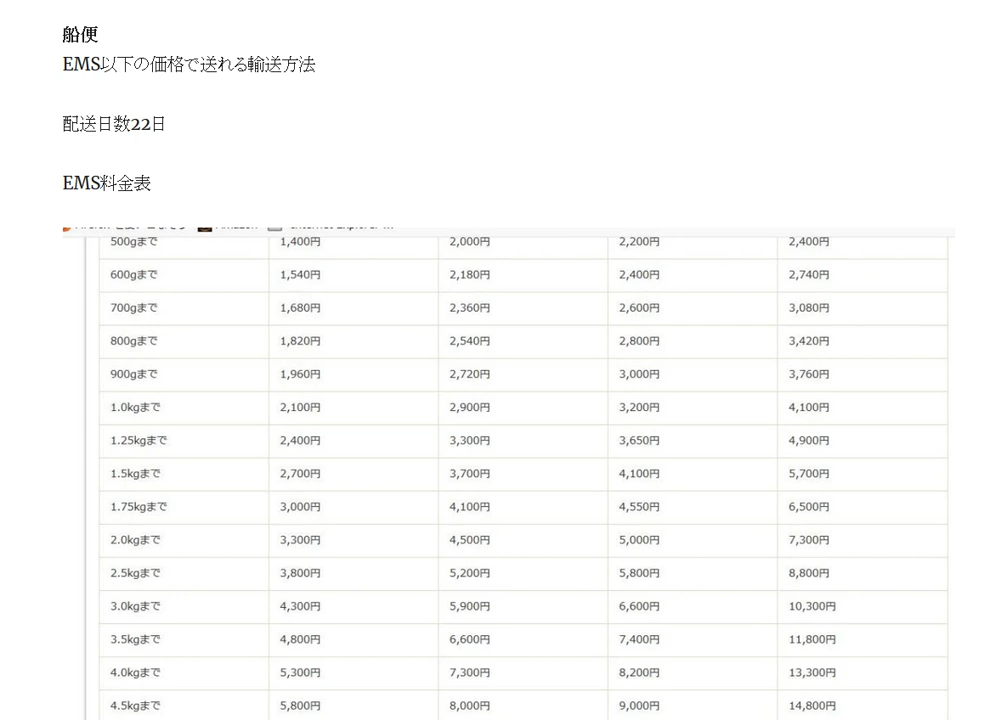 船便
EMS以下の価格で送れる輸送方法
配送日数22日
EMS料金表
500gまで 1,400円 2,000円 2,200円 2,400円
600gまで 1,540円 2,180円 2,400円 2,740円
700gまで 1,680円 2,360円 2,600円 3,080円
800gまで 1,820円 2,540円 2,800円 3,420円
900gまで 1,960円 2,720円 3,000円 3,760円
1.0kgまで 2,100円 2,900円 3,200円 4,100円
1.25kgまで 2,400円 3,300円 3,650円 4,900円
1.5kgまで 2,700円 3,700円 4,100円 5,700円
1.75kgまで 3,000円 4,100円 4,550円 6,500円
2.0kgまで 3,300円 4,500円 5,000円 7,300円
2.5kgまで 3,800円 5,200円 5,800円 8,800円
3.0kgまで 4,300円 5,900円 6,600円 10,300円
3.5kgまで 4,800円 6,600円 7,400円 11,800円
4.0kgまで 5,300円 7,300円 8,200円 13,300円
4.5kgまで 5,800円 8,000円 9,000円 14,800円